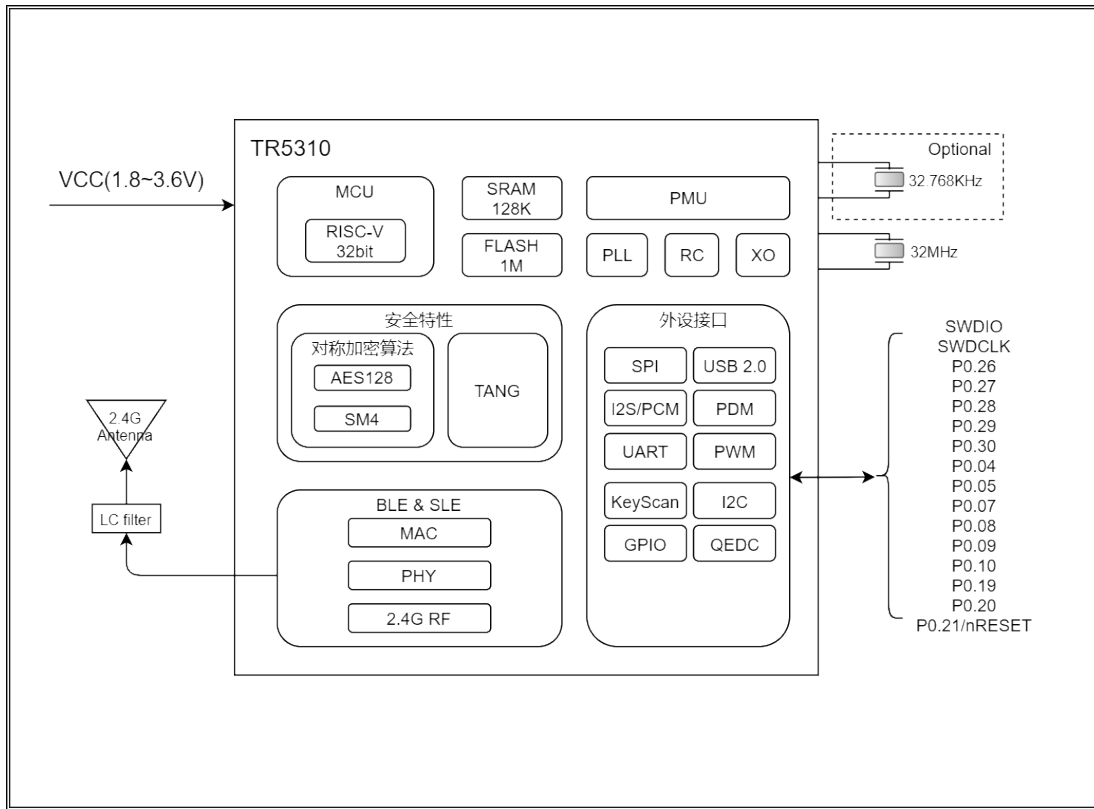 TR5310
VCC(1.8~3.6V)
MCU
RISC-V
32bit
SRAM
128K
FLASH
1M
PMU
PLL
RC
XO
Optional
32.768KHz
32MHz
安全特性
对称加密算法
AES128
SM4
TANG
外设接口
SPI
USB 2.0
I2S/PCM
PDM
UART
PWM
KeyScan
I2C
GPIO
QEDC
BLE & SLE
MAC
PHY
2.4G RF
2.4G
Antenna
LC filter
SWDIO
SWDCLK
P0.26
P0.27
P0.28
P0.29
P0.30
P0.04
P0.05
P0.07
P0.08
P0.09
P0.10
P0.19
P0.20
P0.21/nRESET